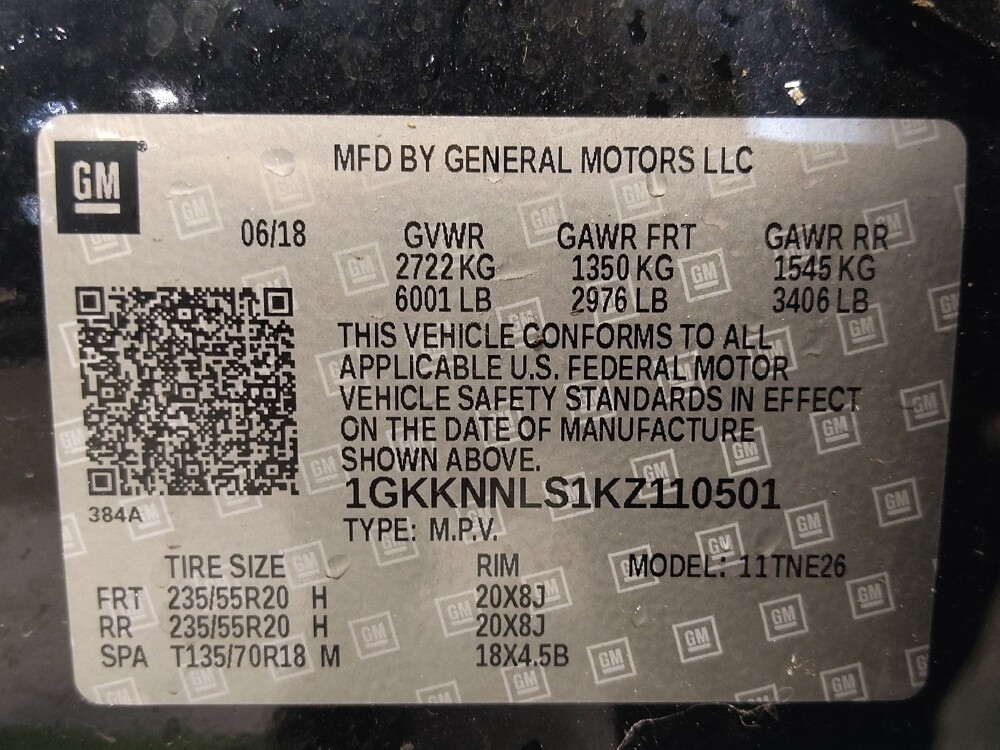 GM
MFD BY GENERAL MOTORS LLC
06/18 GVWR GAWR FRT GAWR RR
2722 KG 1350 KG 1545 KG
6001 LB 2976 LB 3406 LB
THIS VEHICLE CONFORMS TO ALL
APPLICABLE U.S. FEDERAL MOTOR
VEHICLE SAFETY STANDARDS IN EFFECT
ON THE DATE OF MANUFACTURE
SHOWN ABOVE.
1GKKNNLS1KZ110501
384A
TYPE: M.P.V.
TIRE SIZE RIM MODEL: 11TNE26
FRT 235/55R20 H 20X8J
RR 235/55R20 H 20X8J
SPA T135/70R18 M 18X4.5B